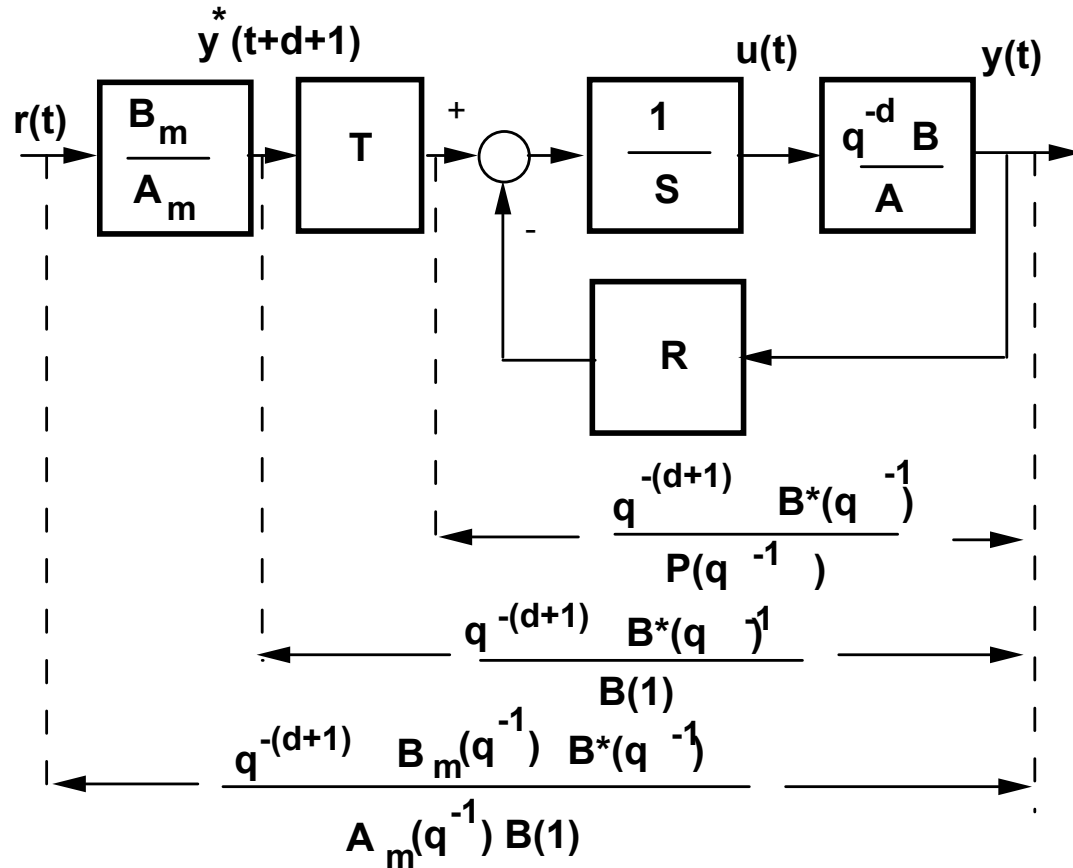 y*(t+d+1)
u(t)
y(t)
r(t)
B_m
A_m
T
+
-
1
S
q^-d B
A
R
q^-(d+1) B*(q^-1)
P(q^-1)
q^-(d+1) B*(q^-1)
B(1)
q^-(d+1) B_m(q^-1) B*(q^-1)
A_m(q^-1) B(1)